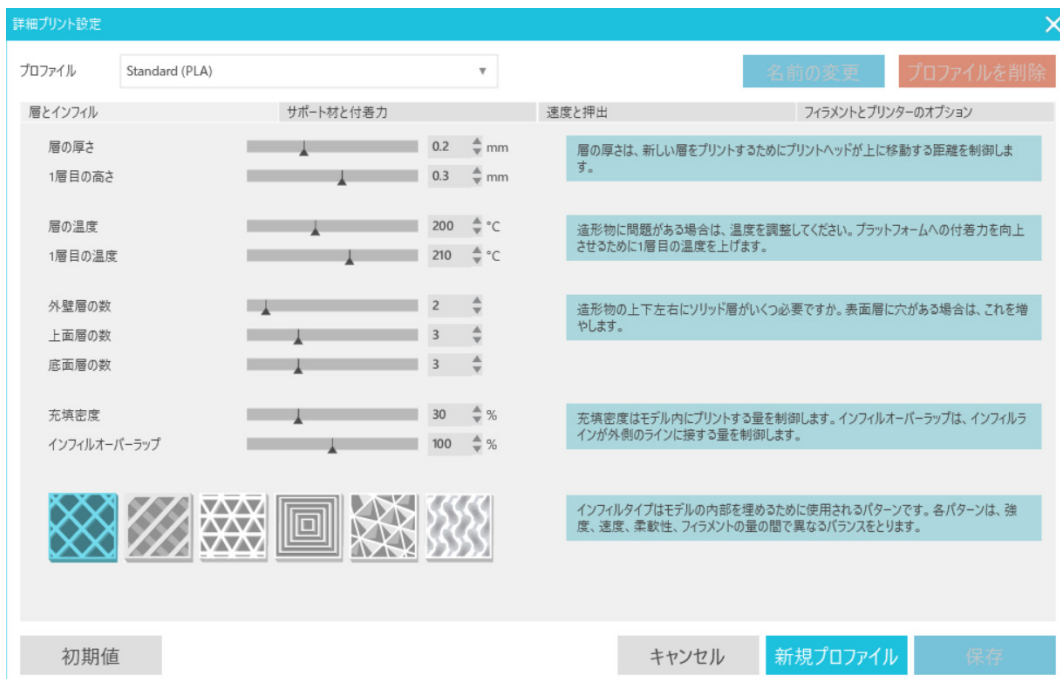 詳細プリント設定
プロファイル Standard (PLA) 名前の変更 プロファイルを削除
層とインフィル サポート材と付着力 速度と押出 フィラメントとプリンターのオプション
層の厚さ 0.2 mm
1層目の高さ 0.3 mm
層の厚さは、新しい層をプリントするためにプリントヘッドが上に移動する距離を制御しま
す。
層の温度 200 °C
1層目の温度 210 °C
造形物に問題がある場合は、温度を調整してください。プラットフォームへの付着力を向上
させるために1層目の温度を上げます。
外壁層の数 2
上面層の数 3
底面層の数 3
造形物の上下左右にソリッド層がいくつ必要ですか。表面層に穴がある場合は、これを増
やします。
充填密度 30 %
インフィルオーバーラップ 100 %
充填密度はモデル内にプリントする量を制御します。インフィルオーバーラップは、インフィルラ
インが外側のラインに接する量を制御します。
インフィルタイプはモデルの内部を埋めるために使用されるパターンです。各パターンは、強
度、速度、柔軟性、フィラメントの量の間で異なるバランスをとります。
初期値 キャンセル 新規プロファイル 保存